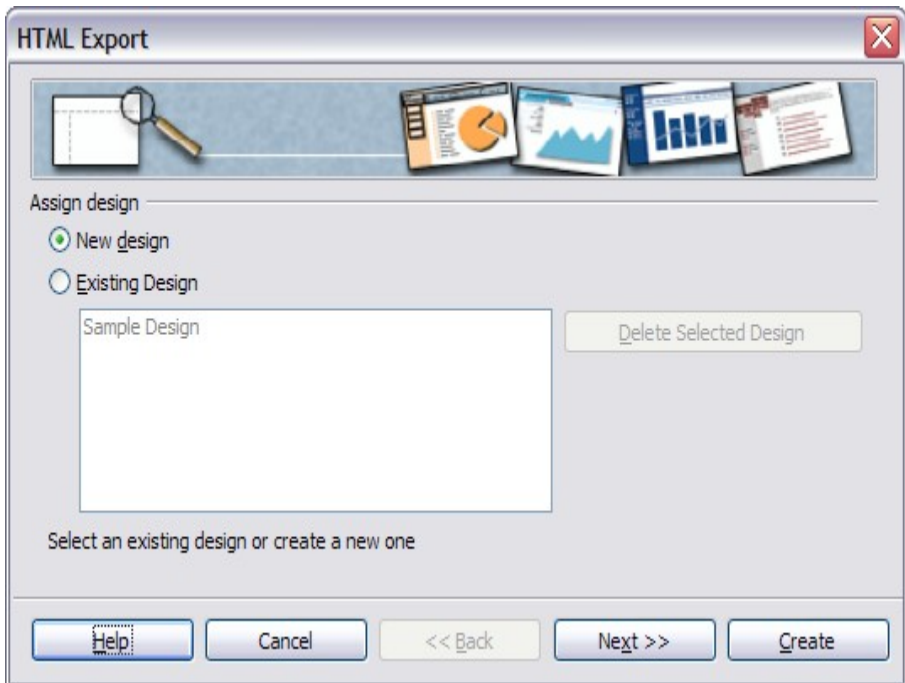 HTML Export
Assign design
New design
Existing Design
Sample Design
Delete Selected Design
Select an existing design or create a new one
Help
Cancel
<< Back
Next >>
Create